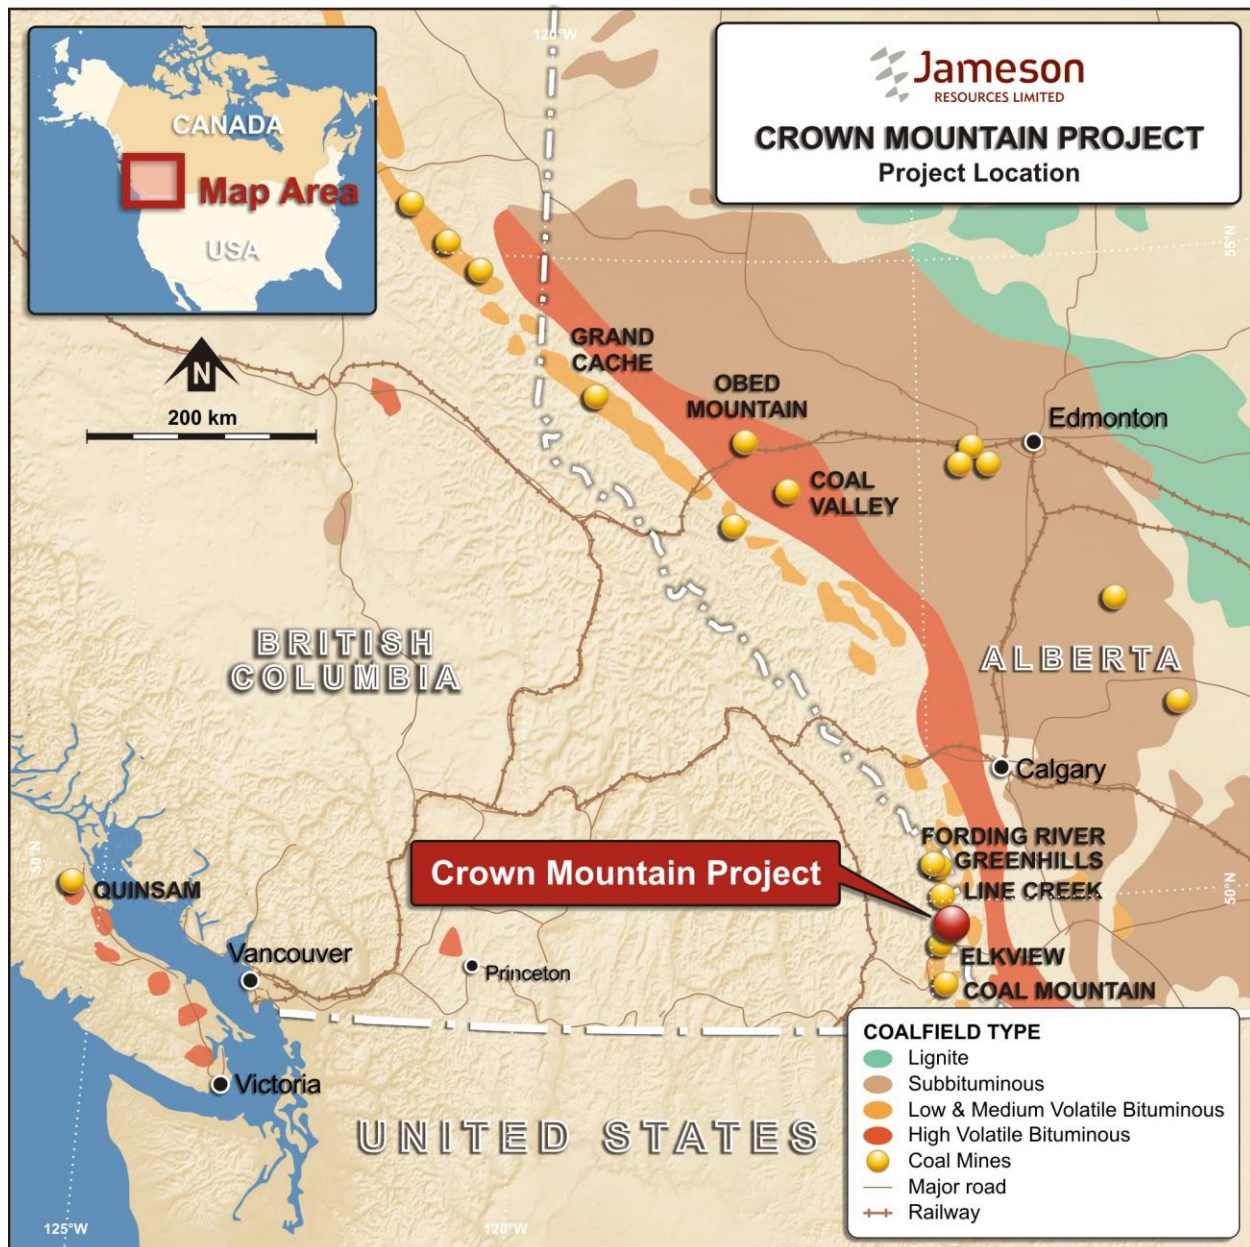 120°W
Jameson
RESOURCES LIMITED
CROWN MOUNTAIN PROJECT
Project Location
CANADA
Map Area
USA
55°N
N
200 km
GRAND
CACHE
OBED
MOUNTAIN
Edmonton
COAL
VALLEY
BRITISH
COLUMBIA
ALBERTA
Calgary
FORDING RIVER
GREENHILLS
Crown Mountain Project
LINE CREEK
50°N
50°N
QUINSAM
Vancouver
Princeton
ELKVIEW
COAL MOUNTAIN
Victoria
UNITED STATES
COALFIELD TYPE
Lignite
Subbituminous
Low & Medium Volatile Bituminous
High Volatile Bituminous
Coal Mines
Major road
Railway
125°W
120°W